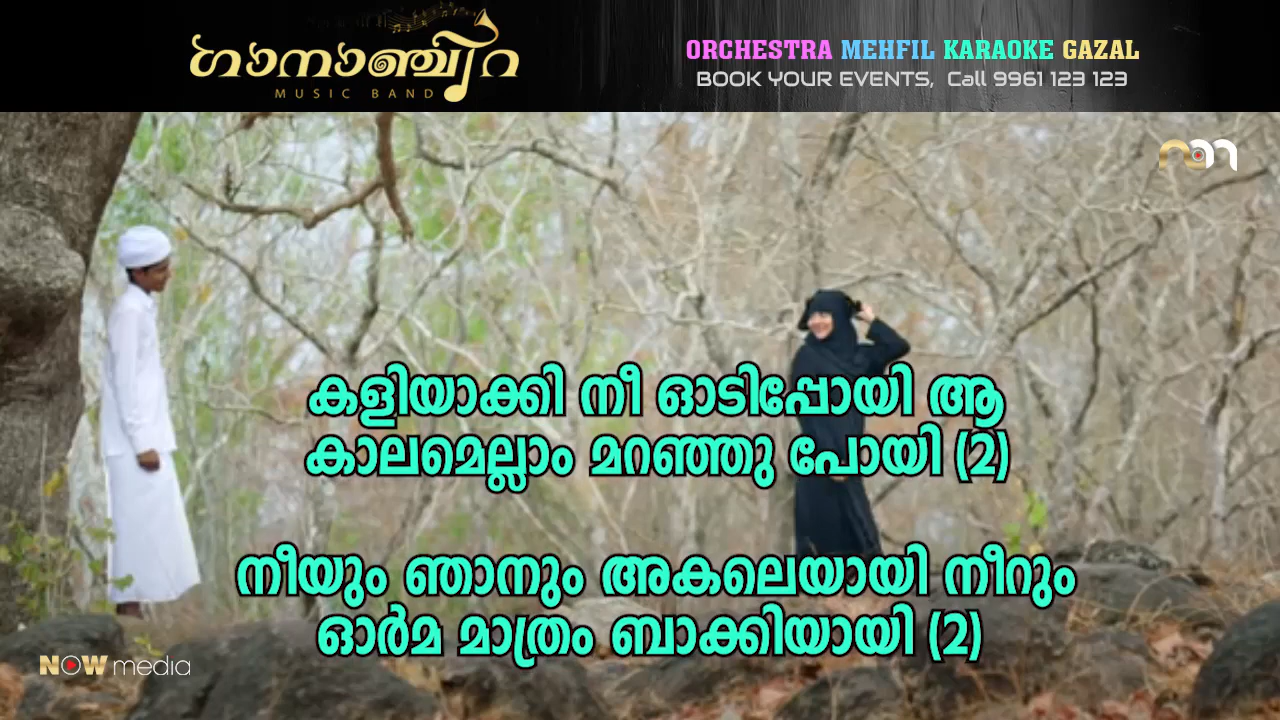 ഗാനാഞ്ചിറ
MUSIC BAND
ORCHESTRA MEHFIL KARAOKE GAZAL
BOOK YOUR EVENTS, Call 9961 123 123
കളിയാക്കി നീ ഓടിപ്പോയി ആ
കാലമെല്ലാം മറഞ്ഞു പോയി (2)
നീയും ഞാനും അകലെയായി നീറും
ഓർമ മാത്രം ബാക്കിയായി (2)
NOW media